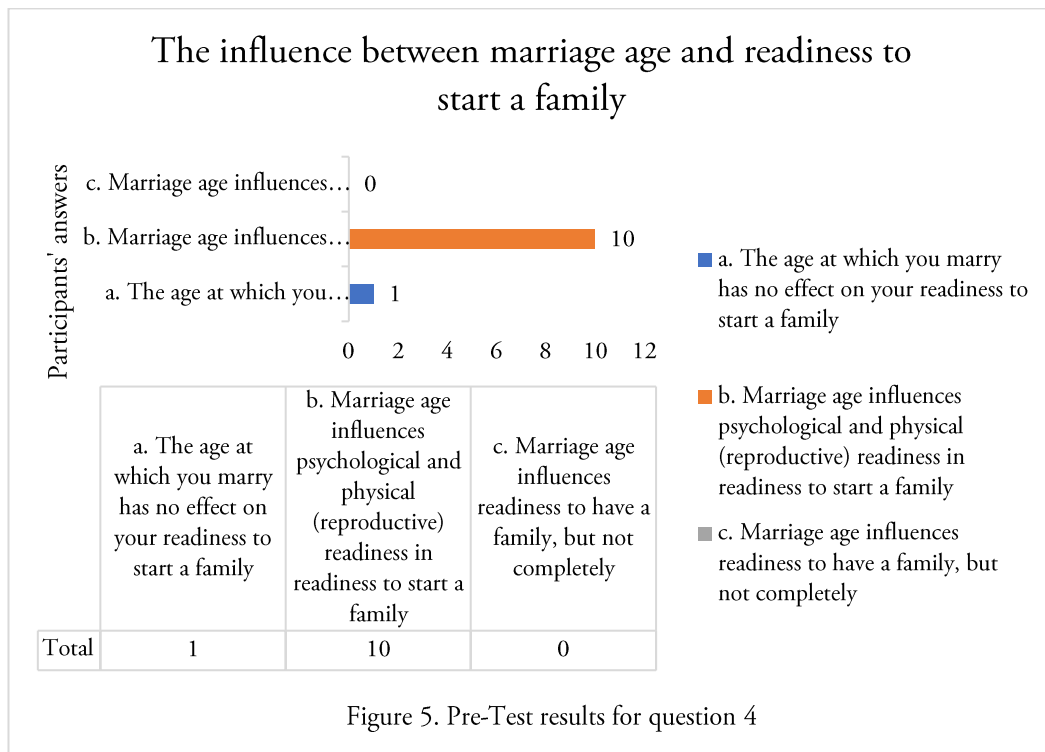 The influence between marriage age and readiness to
start a family
Participants' answers
c. Marriage age influences… 0
b. Marriage age influences… 10
a. The age at which you… 1
0 2 4 6 8 10 12
a. The age at which you marry
has no effect on your readiness to
start a family
b. Marriage age influences
psychological and physical
(reproductive) readiness in
readiness to start a family
c. Marriage age influences
readiness to have a family, but
not completely
a. The age at
which you marry
has no effect on
your readiness to
start a family
b. Marriage age
influences
psychological and
physical
(reproductive)
readiness in
readiness to start a
family
c. Marriage age
influences
readiness to have a
family, but not
completely
Total 1 10 0
Figure 5. Pre-Test results for question 4